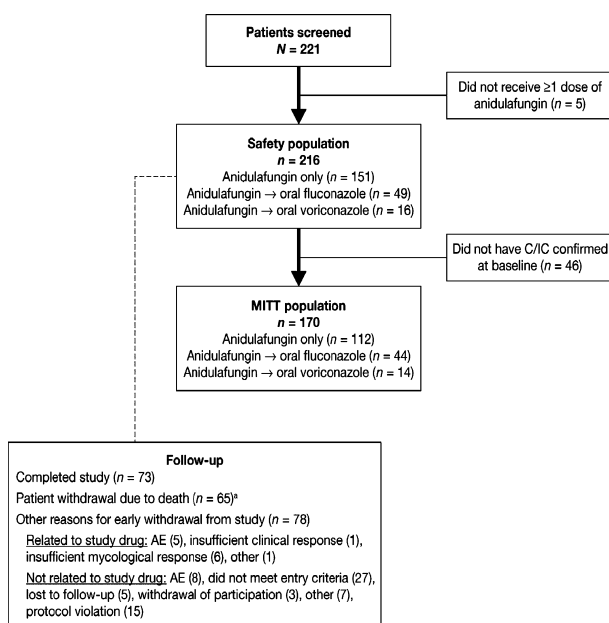 Patients screened
N = 221
Did not receive ≥1 dose of
anidulafungin (n = 5)
Safety population
n = 216
Anidulafungin only (n = 151)
Anidulafungin → oral fluconazole (n = 49)
Anidulafungin → oral voriconazole (n = 16)
Did not have C/IC confirmed
at baseline (n = 46)
MITT population
n = 170
Anidulafungin only (n = 112)
Anidulafungin → oral fluconazole (n = 44)
Anidulafungin → oral voriconazole (n = 14)
Follow-up
Completed study (n = 73)
Patient withdrawal due to death (n = 65)a
Other reasons for early withdrawal from study (n = 78)
Related to study drug: AE (5), insufficient clinical response (1),
insufficient mycological response (6), other (1)
Not related to study drug: AE (8), did not meet entry criteria (27),
lost to follow-up (5), withdrawal of participation (3), other (7),
protocol violation (15)